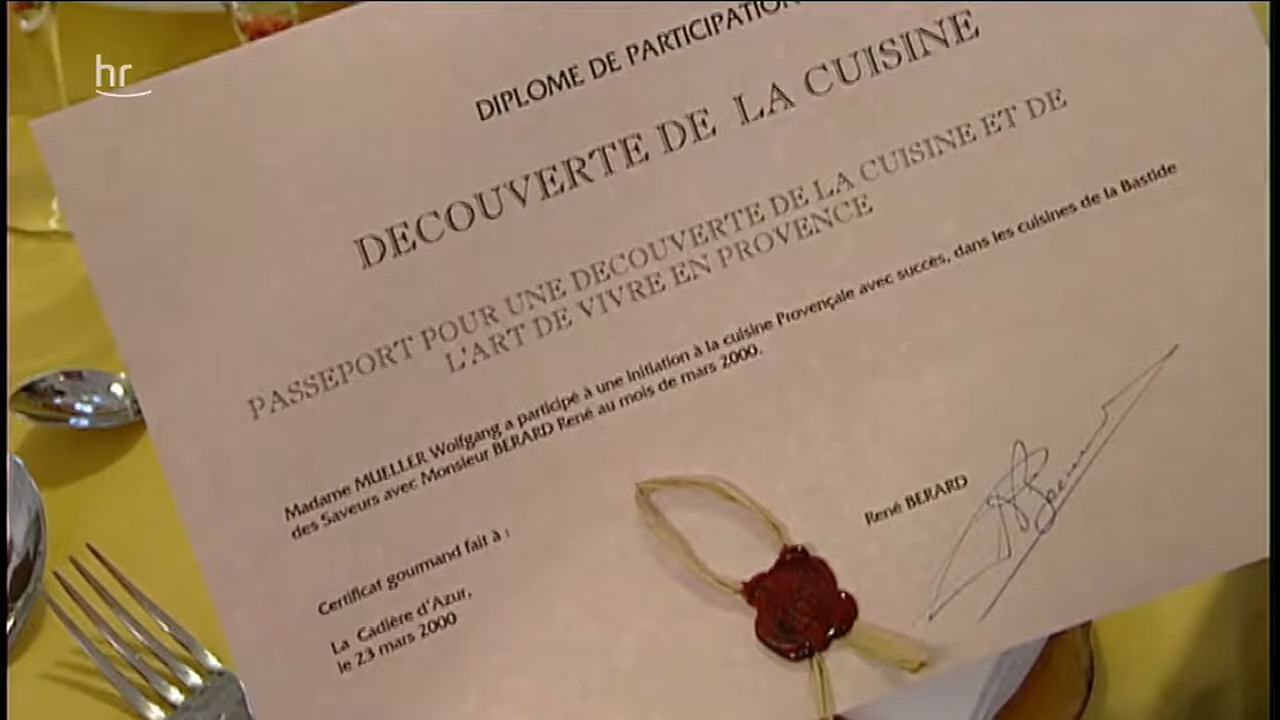 hr
DIPLOME DE PARTICIPATION
DECOUVERTE DE LA CUISINE
PASSEPORT POUR UNE DECOUVERTE DE LA CUISINE ET DE
L'ART DE VIVRE EN PROVENCE
Madame MUELLER Wolfgang a participé à une Initiation à la cuisine Provençale avec succès, dans les cuisines de la Bastide
des Saveurs avec Monsieur BERARD René au mois de mars 2000.
René BERARD
Certificat gourmand fait à :
La Cadière d'Azur,
le 23 mars 2000